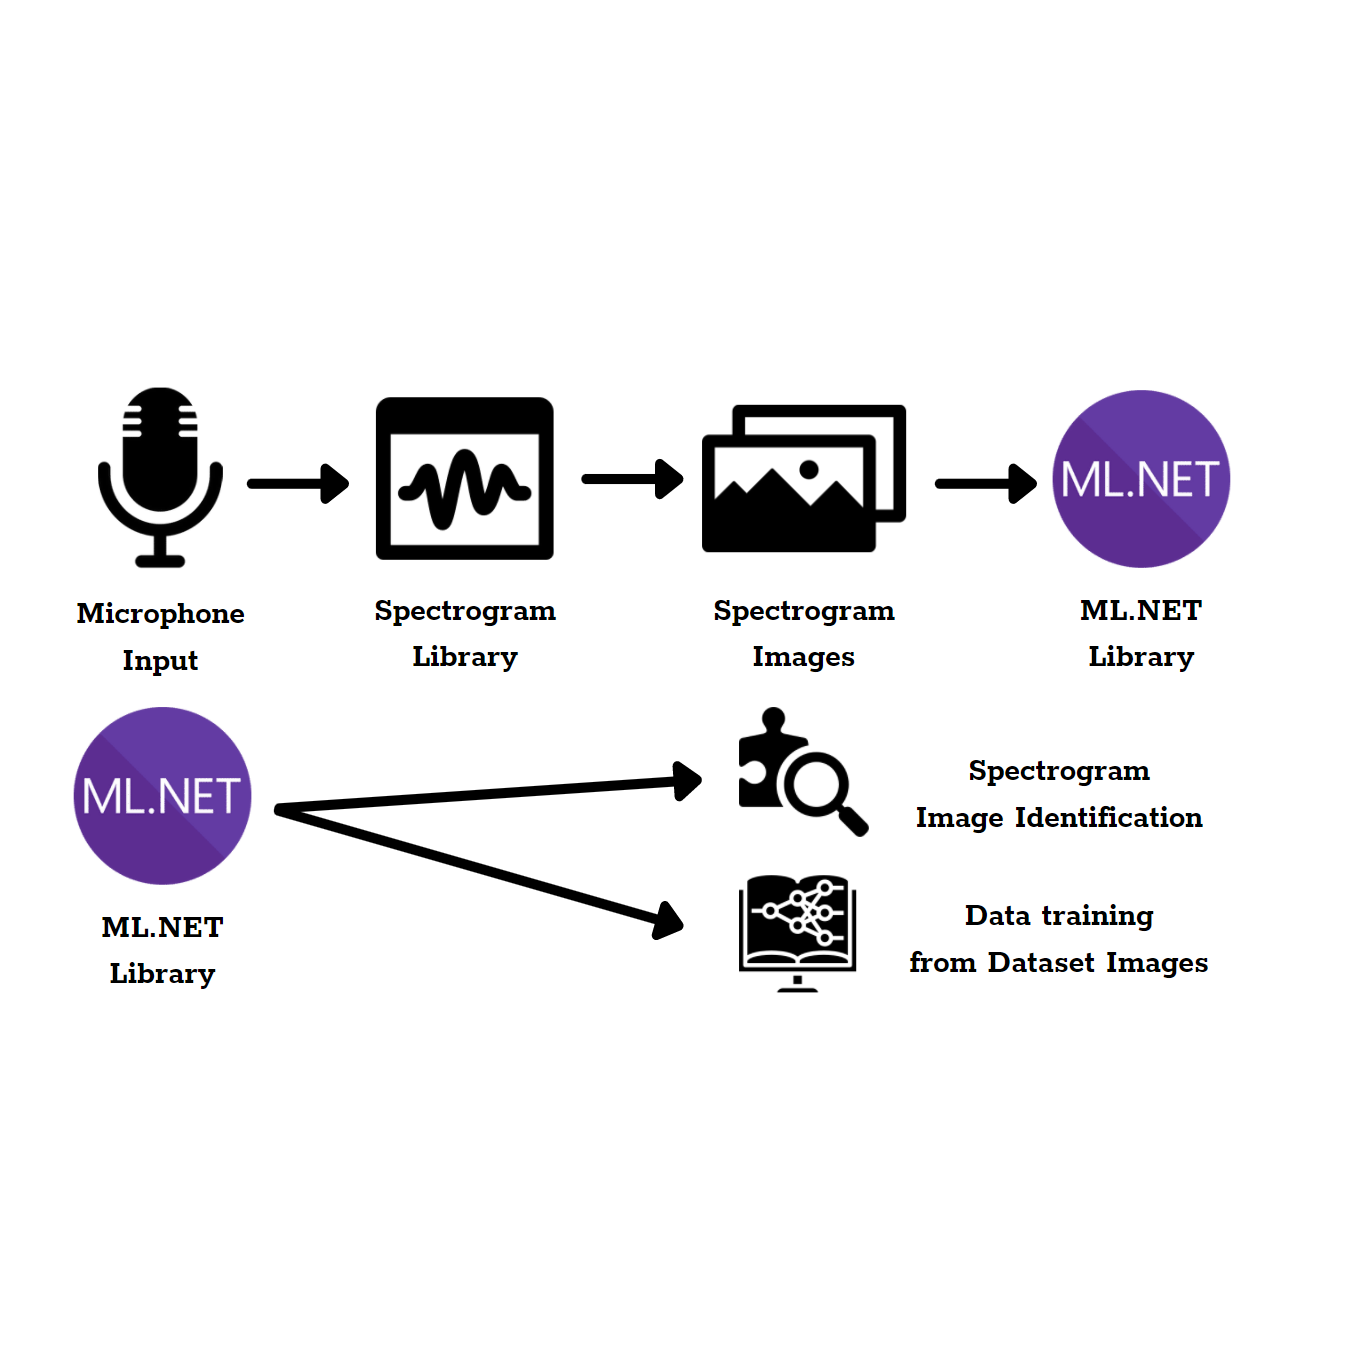 ML.NET
Microphone
Input
Spectrogram
Library
Spectrogram
Images
ML.NET
Library
ML.NET
ML.NET
Library
Spectrogram
Image Identification
Data training
from Dataset Images